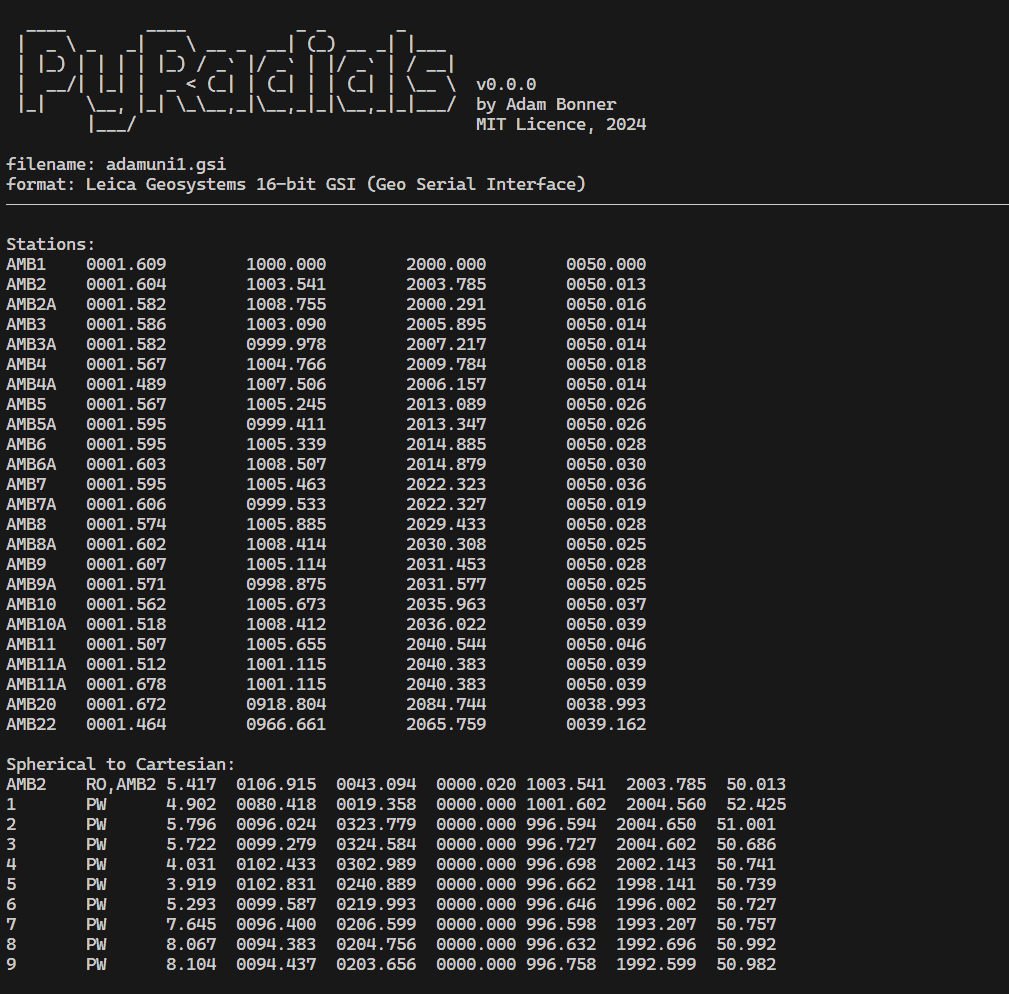 PyRadials
v0.0.0
by Adam Bonner
MIT Licence, 2024
filename: adamuni1.gsi
format: Leica Geosystems 16-bit GSI (Geo Serial Interface)
Stations:
AMB1 0001.609 1000.000 2000.000 0050.000
AMB2 0001.604 1003.541 2003.785 0050.013
AMB2A 0001.582 1008.755 2000.291 0050.016
AMB3 0001.586 1003.090 2005.895 0050.014
AMB3A 0001.582 0999.978 2007.217 0050.014
AMB4 0001.567 1004.766 2009.784 0050.018
AMB4A 0001.489 1007.506 2006.157 0050.014
AMB5 0001.567 1005.245 2013.089 0050.026
AMB5A 0001.595 0999.411 2013.347 0050.026
AMB6 0001.595 1005.339 2014.885 0050.028
AMB6A 0001.603 1008.507 2014.879 0050.030
AMB7 0001.595 1005.463 2022.323 0050.036
AMB7A 0001.606 0999.533 2022.327 0050.019
AMB8 0001.574 1005.885 2029.433 0050.028
AMB8A 0001.602 1008.414 2030.308 0050.025
AMB9 0001.607 1005.114 2031.453 0050.028
AMB9A 0001.571 0998.875 2031.577 0050.025
AMB10 0001.562 1005.673 2035.963 0050.037
AMB10A 0001.518 1008.412 2036.022 0050.039
AMB11 0001.507 1005.655 2040.544 0050.046
AMB11A 0001.512 1001.115 2040.383 0050.039
AMB11A 0001.678 1001.115 2040.383 0050.039
AMB20 0001.672 0918.804 2084.744 0038.993
AMB22 0001.464 0966.661 2065.759 0039.162
Spherical to Cartesian:
AMB2 RO,AMB2 5.417 0106.915 0043.094 0000.020 1003.541 2003.785 50.013
1 PW 4.902 0080.418 0019.358 0000.000 1001.602 2004.560 52.425
2 PW 5.796 0096.024 0323.779 0000.000 996.594 2004.650 51.001
3 PW 5.722 0099.279 0324.584 0000.000 996.727 2004.602 50.686
4 PW 4.031 0102.433 0302.989 0000.000 996.698 2002.143 50.741
5 PW 3.919 0102.831 0240.889 0000.000 996.662 1998.141 50.739
6 PW 5.293 0099.587 0219.993 0000.000 996.646 1996.002 50.727
7 PW 7.645 0096.400 0206.599 0000.000 996.598 1993.207 50.757
8 PW 8.067 0094.383 0204.756 0000.000 996.632 1992.696 50.992
9 PW 8.104 0094.437 0203.656 0000.000 996.758 1992.599 50.982